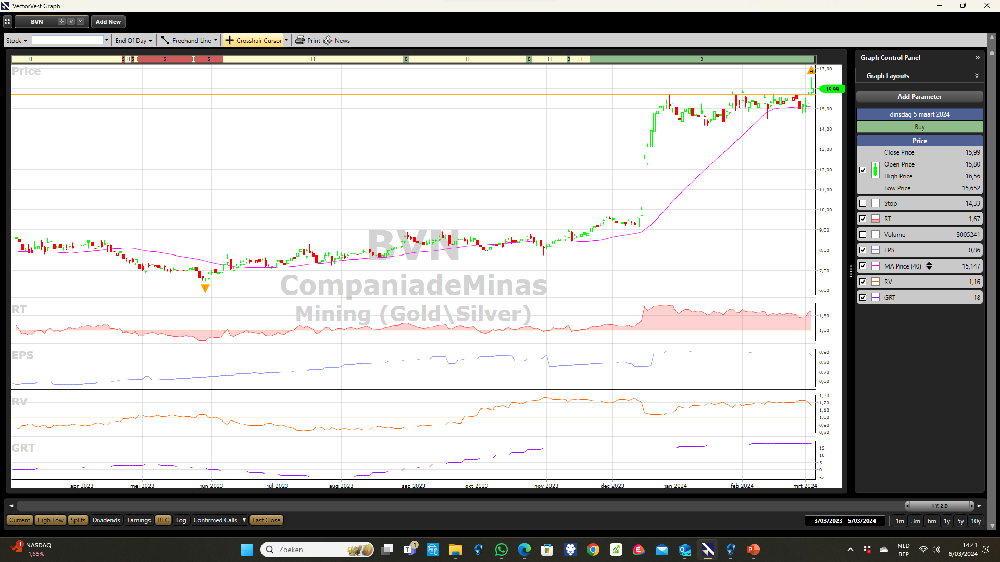 VectorVest Graph
BVN
Add New
Stock
End Of Day
Freehand Line
Crosshair Cursor
Print
News
H S H S H S H S H B H B H B H B
Price
H
17,00
15,99
15,00
14,00
13,00
12,00
11,00
10,00
9,00
8,00
7,00
6,00
L
BVN
CompaniadeMinas
Mining (Gold\Silver)
RT
1,50
1,00
EPS
0,90
0,80
0,70
0,60
RV
1,30
1,20
1,10
1,00
0,90
0,80
GRT
15
10
5
0
-5
apr 2023 mei 2023 jun 2023 jul 2023 aug 2023 sep 2023 okt 2023 nov 2023 dec 2023 jan 2024 feb 2024 mrt 2024
Graph Control Panel
Graph Layouts
Add Parameter
dinsdag 5 maart 2024
Buy
Price
Close Price 15,99
Open Price 15,80
High Price 16,56
Low Price 15,652
Stop 14,33
RT 1,67
Volume 3005241
EPS 0,86
MA Price (40) 15,147
RV 1,16
GRT 18
1 Y, 2 D
Current High Low Splits Dividends Earnings REC Log Confirmed Calls Last Close
3/03/2023 - 5/03/2024 1m 3m 6m 1y 5y 10y
1
NASDAQ
-1,65%
Zoeken
1
NEW
NLD
BEP
14:41
6/03/2024